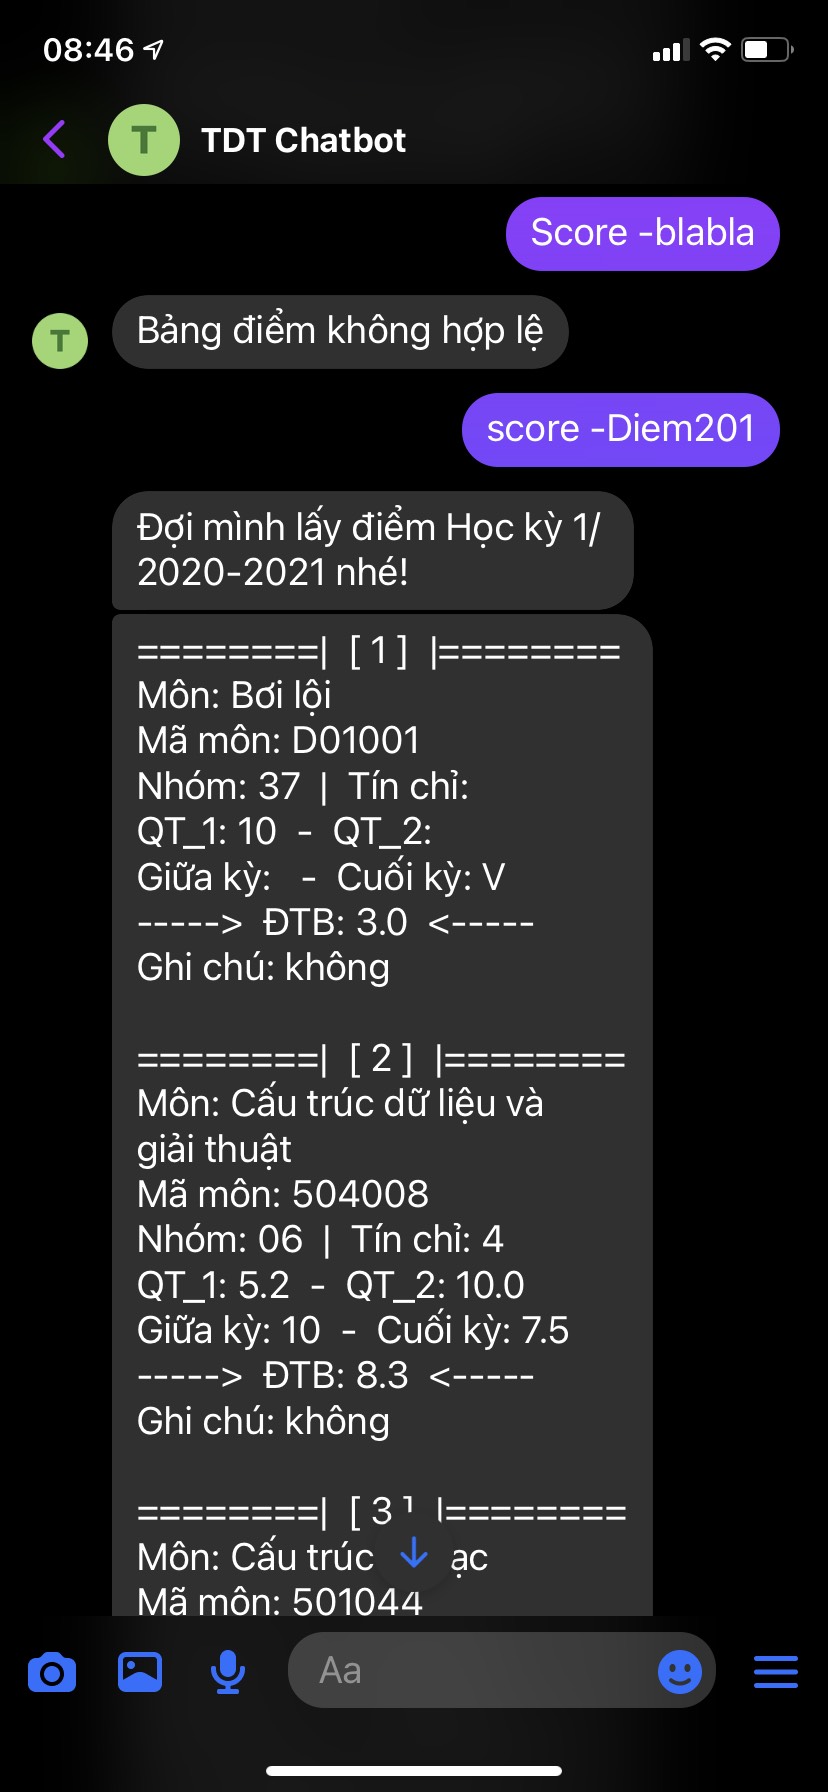 08:46
T
TDT Chatbot
Score -blabla
T
Bảng điểm không hợp lệ
score -Diem201
Đợi mình lấy điểm Học kỳ 1/
2020-2021 nhé!
========| [ 1 ] |========
Môn: Bơi lội
Mã môn: D01001
Nhóm: 37 | Tín chỉ:
QT_1: 10 - QT_2:
Giữa kỳ: - Cuối kỳ: V
-----> ĐTB: 3.0 <-----
Ghi chú: không
========| [ 2 ] |========
Môn: Cấu trúc dữ liệu và
giải thuật
Mã môn: 504008
Nhóm: 06 | Tín chỉ: 4
QT_1: 5.2 - QT_2: 10.0
Giữa kỳ: 10 - Cuối kỳ: 7.5
-----> ĐTB: 8.3 <-----
Ghi chú: không
========| [ 3 ] |========
Môn: Cấu trúc
Mã môn: 501044
Aa